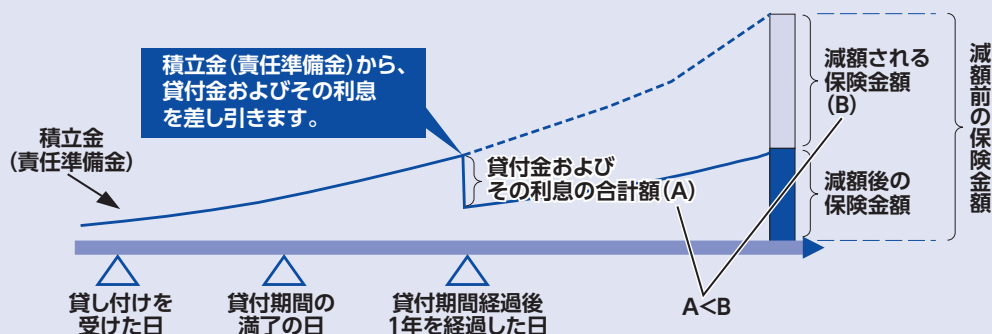 積立金(責任準備金)から、
貸付金およびその利息
を差し引きます。
積立金
(責任準備金)
貸付金および
その利息の合計額(A)
減額される
保険金額
(B)
減額後の
保険金額
減額前の保険金額
A<B
貸し付けを
受けた日
貸付期間の
満了の日
貸付期間経過後
1年を経過した日